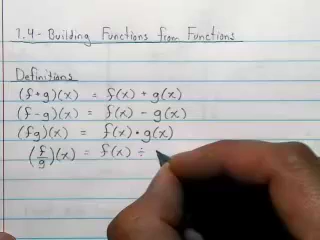 1.4 - Building Functions from Functions
Definitions
(f+g)(x) = f(x) + g(x)
(f-g)(x) = f(x) - g(x)
(fg)(x) = f(x) · g(x)
(f/g)(x) = f(x) ÷